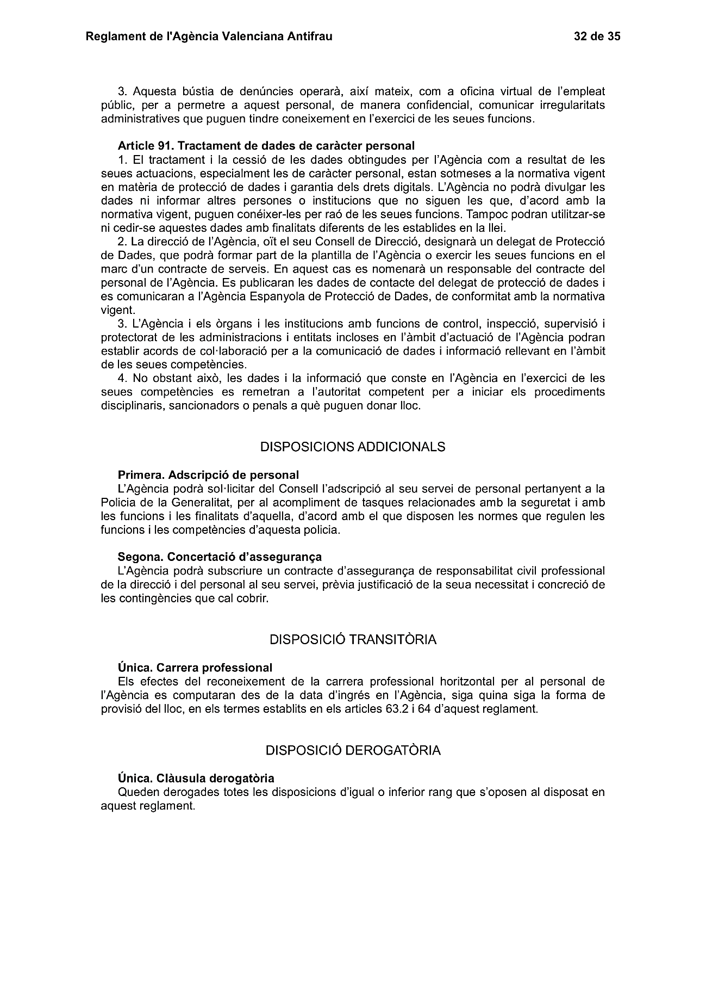 Reglament de l'Agència Valenciana Antifrau 32 de 35
3. Aquesta bústia de denúncies operarà, així mateix, com a oficina virtual de l’empleat
públic, per a permetre a aquest personal, de manera confidencial, comunicar irregularitats
administratives que puguen tindre coneixement en l’exercici de les seues funcions.
Article 91. Tractament de dades de caràcter personal
1. El tractament i la cessió de les dades obtingudes per l’Agència com a resultat de les
seues actuacions, especialment les de caràcter personal, estan sotmeses a la normativa vigent
en matèria de protecció de dades i garantia dels drets digitals. L’Agència no podrà divulgar les
dades ni informar altres persones o institucions que no siguen les que, d’acord amb la
normativa vigent, puguen conéixer-les per raó de les seues funcions. Tampoc podran utilitzar-se
ni cedir-se aquestes dades amb finalitats diferents de les establides en la llei.
2. La direcció de l’Agència, oït el seu Consell de Direcció, designarà un delegat de Protecció
de Dades, que podrà formar part de la plantilla de l’Agència o exercir les seues funcions en el
marc d’un contracte de serveis. En aquest cas es nomenarà un responsable del contracte del
personal de l’Agència. Es publicaran les dades de contacte del delegat de protecció de dades i
es comunicaran a l’Agència Espanyola de Protecció de Dades, de conformitat amb la normativa
vigent.
3. L’Agència i els òrgans i les institucions amb funcions de control, inspecció, supervisió i
protectorat de les administracions i entitats incloses en l’àmbit d’actuació de l’Agència podran
establir acords de col·laboració per a la comunicació de dades i informació rellevant en l’àmbit
de les seues competències.
4. No obstant això, les dades i la informació que conste en l’Agència en l’exercici de les
seues competències es remetran a l’autoritat competent per a iniciar els procediments
disciplinaris, sancionadors o penals a què puguen donar lloc.
DISPOSICIONS ADDICIONALS
Primera. Adscripció de personal
L’Agència podrà sol·licitar del Consell l’adscripció al seu servei de personal pertanyent a la
Policia de la Generalitat, per al acompliment de tasques relacionades amb la seguretat i amb
les funcions i les finalitats d’aquella, d’acord amb el que disposen les normes que regulen les
funcions i les competències d’aquesta policia.
Segona. Concertació d’assegurança
L’Agència podrà subscriure un contracte d’assegurança de responsabilitat civil professional
de la direcció i del personal al seu servei, prèvia justificació de la seua necessitat i concreció de
les contingències que cal cobrir.
DISPOSICIÓ TRANSITÒRIA
Única. Carrera professional
Els efectes del reconeixement de la carrera professional horitzontal per al personal de
l’Agència es computaran des de la data d’ingrés en l’Agència, siga quina siga la forma de
provisió del lloc, en els termes establits en els articles 63.2 i 64 d’aquest reglament.
DISPOSICIÓ DEROGATÒRIA
Única. Clàusula derogatòria
Queden derogades totes les disposicions d’igual o inferior rang que s’oposen al disposat en
aquest reglament.